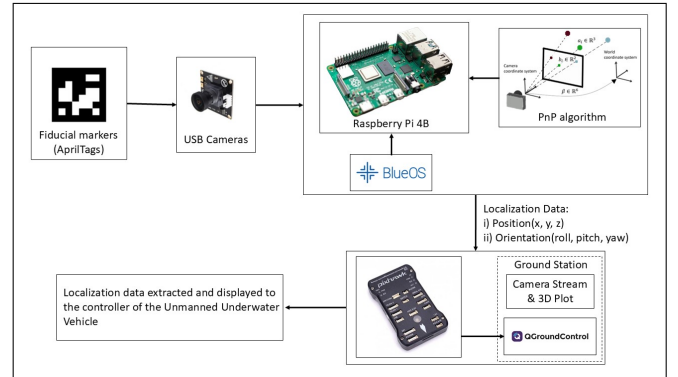 Fiducial markers
(AprilTags)
USB Cameras
Raspberry Pi 4B
BlueOS
Camera
coordinate system
World
coordinate system
PnP algorithm
Localization Data:
i) Position(x, y, z)
ii) Orientation(roll, pitch, yaw)
pixhawk
Ground Station
Camera Stream
& 3D Plot
QGroundControl
Localization data extracted and displayed to
the controller of the Unmanned Underwater
Vehicle